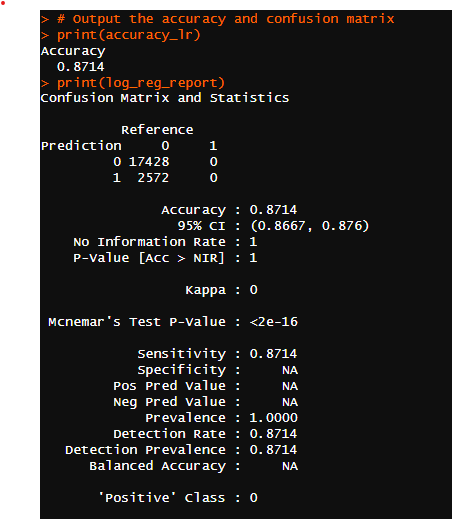 > # Output the accuracy and confusion matrix
> print(accuracy_lr)
Accuracy
  0.8714
> print(log_reg_report)
Confusion Matrix and Statistics

          Reference
Prediction     0     1
         0 17428     0
         1  2572     0

               Accuracy : 0.8714
                 95% CI : (0.8667, 0.876)
    No Information Rate : 1
    P-Value [Acc > NIR] : 1

                  Kappa : 0

 Mcnemar's Test P-Value : <2e-16

            Sensitivity : 0.8714
            Specificity :     NA
         Pos Pred Value :     NA
         Neg Pred Value :     NA
             Prevalence : 1.0000
         Detection Rate : 0.8714
   Detection Prevalence : 0.8714
      Balanced Accuracy :     NA

       'Positive' Class : 0